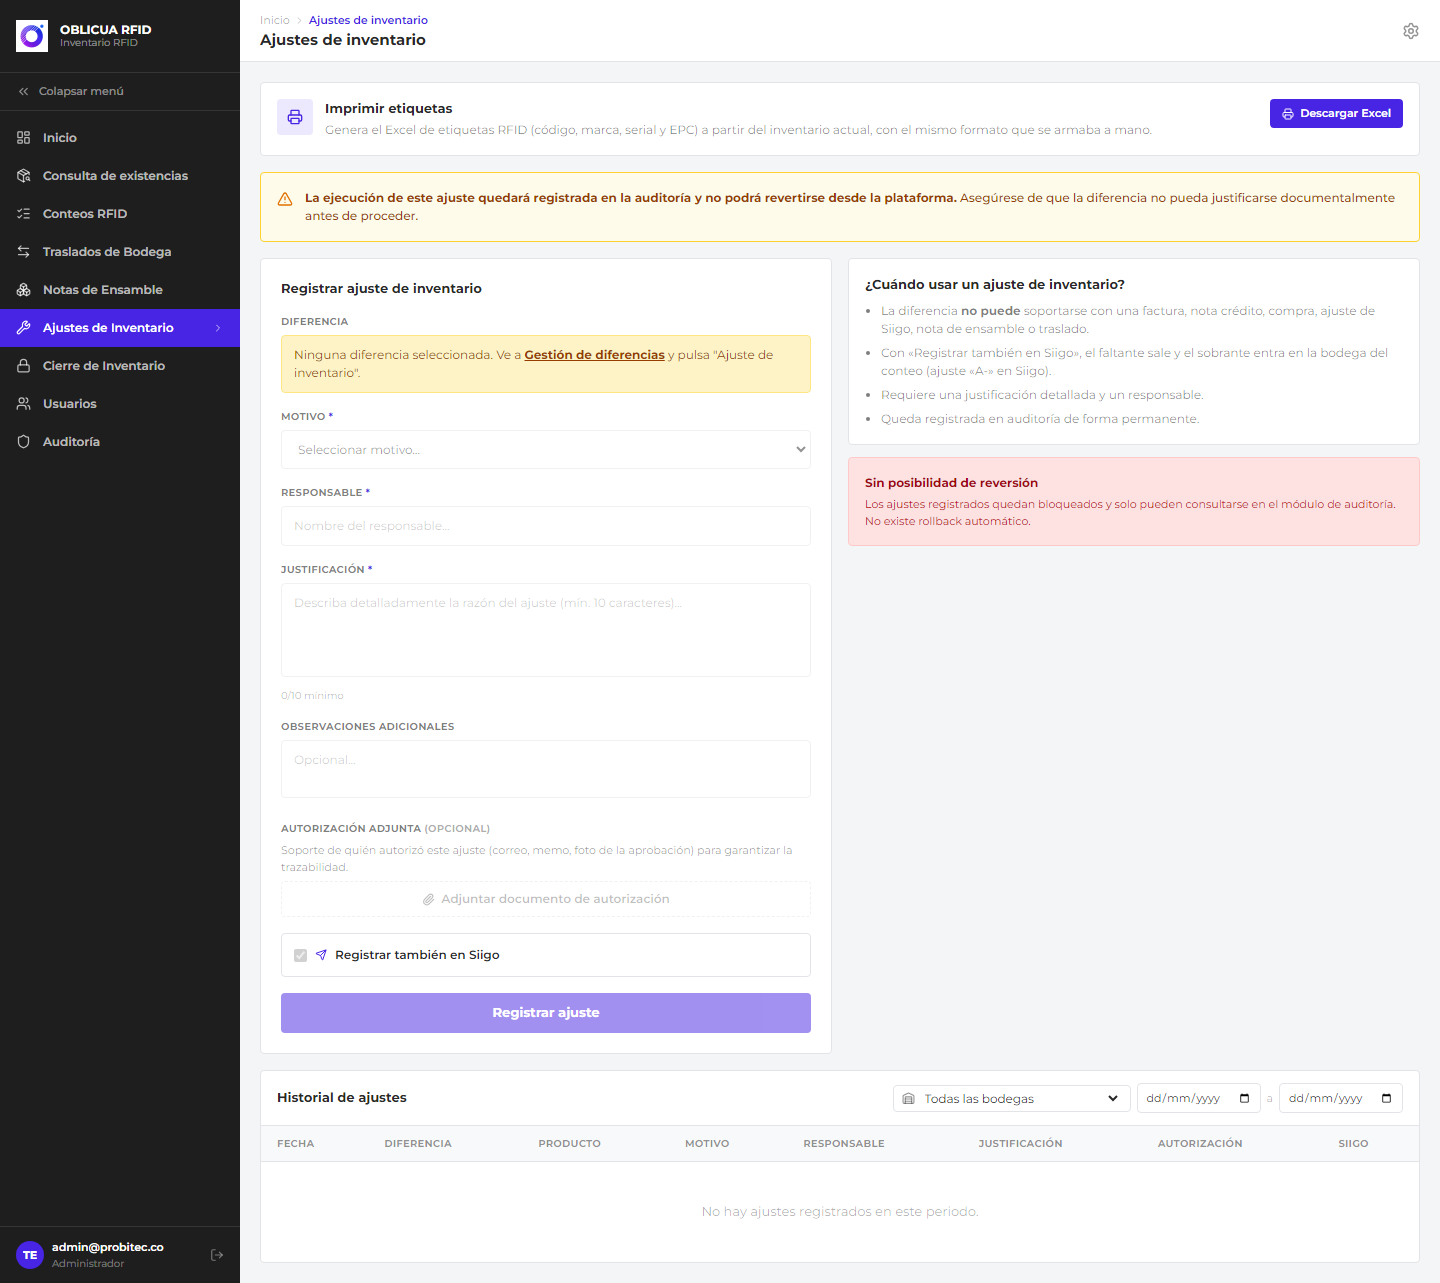 OBLICUA RFID
Inventario RFID
Colapsar menú
Inicio
Consulta de existencias
Conteos RFID
Traslados de Bodega
Notas de Ensamble
Ajustes de Inventario
Cierre de Inventario
Usuarios
Auditoría
TE
admin@probitec.co
Administrador
Inicio > Ajustes de inventario
Ajustes de inventario
Imprimir etiquetas
Genera el Excel de etiquetas RFID (código, marca, serial y EPC) a partir del inventario actual, con el mismo formato que se armaba a mano.
Descargar Excel
La ejecución de este ajuste quedará registrada en la auditoría y no podrá revertirse desde la plataforma. Asegúrese de que la diferencia no pueda justificarse documentalmente
antes de proceder.
Registrar ajuste de inventario
DIFERENCIA
Ninguna diferencia seleccionada. Ve a Gestión de diferencias y pulsa "Ajuste de
inventario".
MOTIVO *
Seleccionar motivo...
RESPONSABLE *
Nombre del responsable...
JUSTIFICACIÓN *
Describa detalladamente la razón del ajuste (mín. 10 caracteres)...
0/10 mínimo
OBSERVACIONES ADICIONALES
Opcional...
AUTORIZACIÓN ADJUNTA (OPCIONAL)
Soporte de quién autorizó este ajuste (correo, memo, foto de la aprobación) para garantizar la
trazabilidad.
Adjuntar documento de autorización
Registrar también en Siigo
Registrar ajuste
¿Cuándo usar un ajuste de inventario?
• La diferencia no puede soportarse con una factura, nota crédito, compra, ajuste de
Siigo, nota de ensamble o traslado.
• Con «Registrar también en Siigo», el faltante sale y el sobrante entra en la bodega del
conteo (ajuste «A-» en Siigo).
• Requiere una justificación detallada y un responsable.
• Queda registrada en auditoría de forma permanente.
Sin posibilidad de reversión
Los ajustes registrados quedan bloqueados y solo pueden consultarse en el módulo de auditoría.
No existe rollback automático.
Historial de ajustes
Todas las bodegas
dd/mm/yyyy a dd/mm/yyyy
FECHA DIFERENCIA PRODUCTO MOTIVO RESPONSABLE JUSTIFICACIÓN AUTORIZACIÓN SIIGO
No hay ajustes registrados en este periodo.